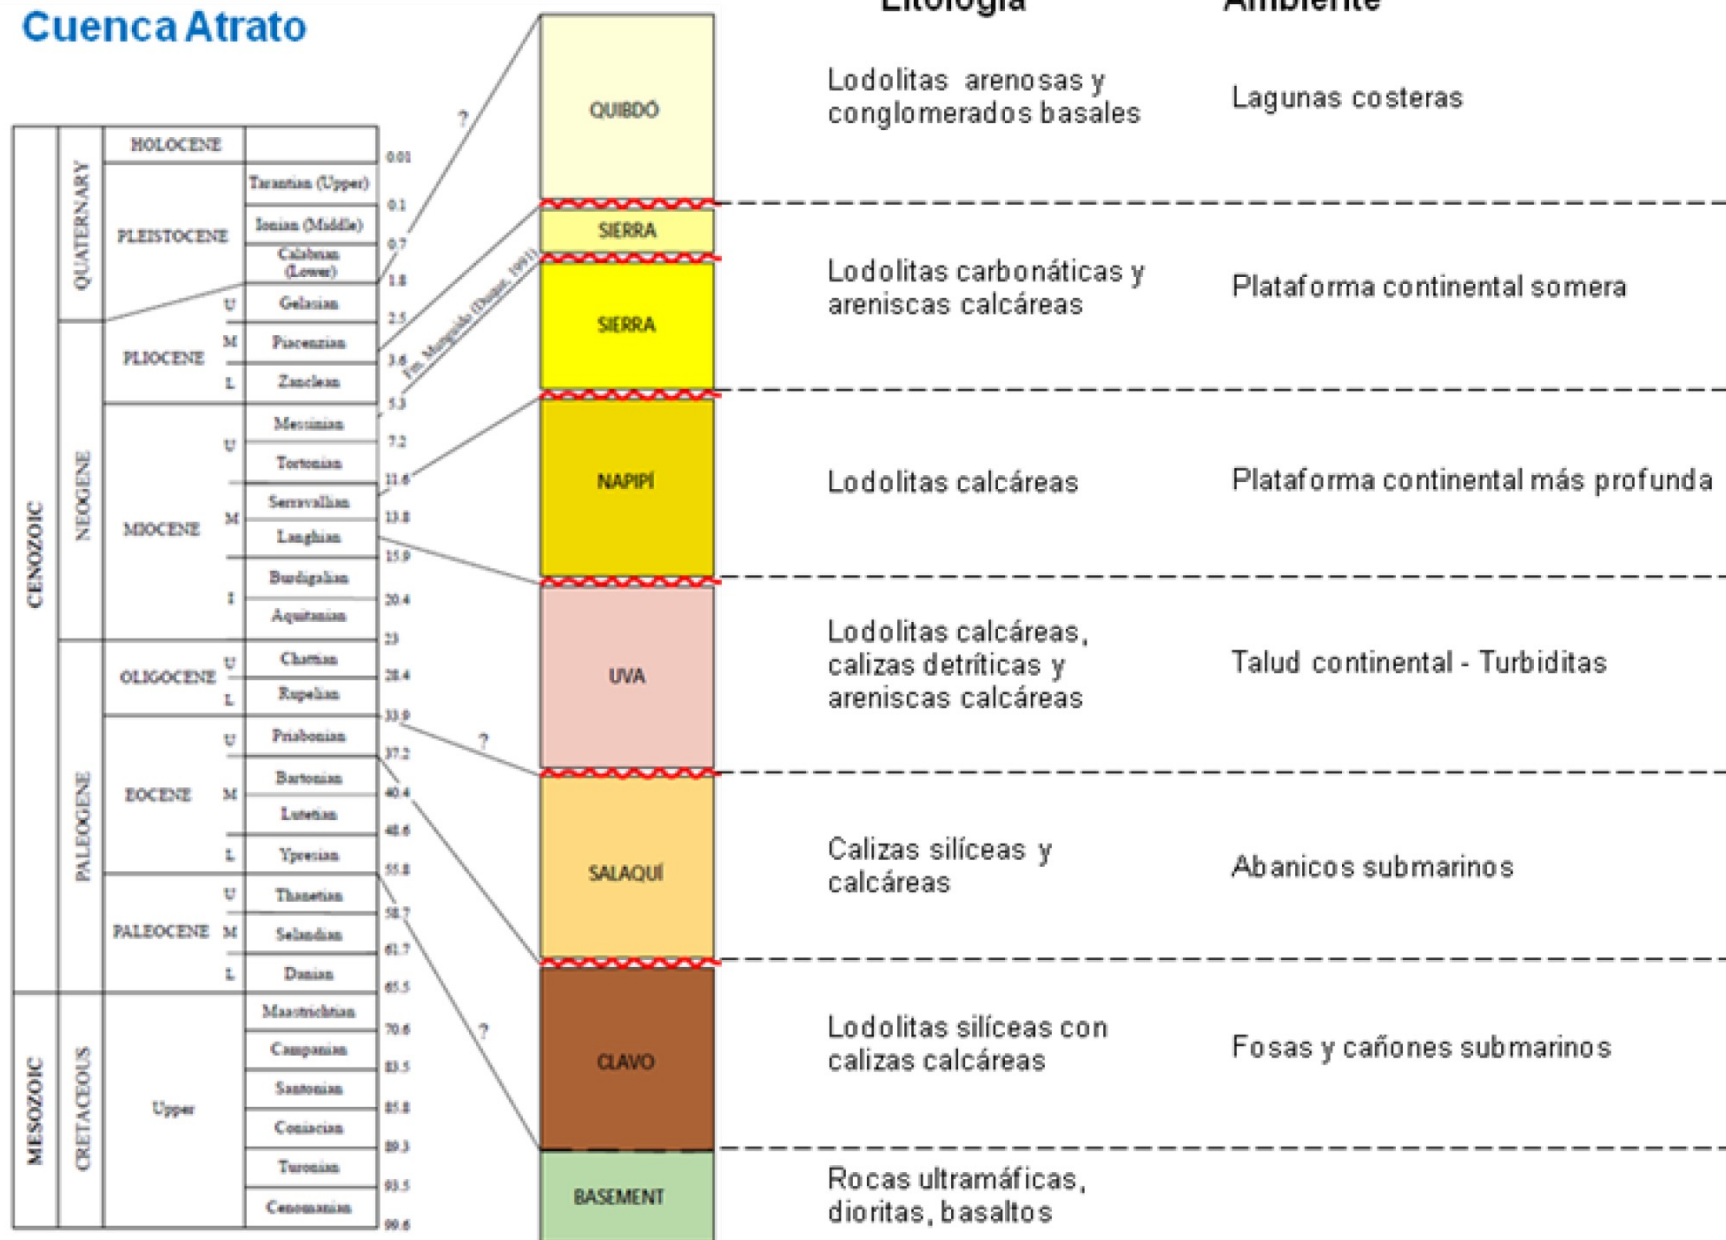 Cuenca Atrato
Litología
Ambiente
CENOZOIC
MESOZOIC
QUATERNARY
NEOGENE
PALEOGENE
CRETACEOUS
HOLOCENE
0.01
PLEISTOCENE
Tarantian (Upper)
0.1
Ionian (Middle)
0.7
Calabrian
(Lower)
1.8
U
Gelasian
2.5
PLIOCENE
M
Piacenzian
3.6
L
Zanclean
5.3
MIOCENE
U
Messinian
7.2
Tortonian
11.6
M
Serravallian
13.8
Langhian
15.9
I
Burdigalian
20.4
Aquitanian
23
OLIGOCENE
U
Chattian
28.4
L
Rupelian
33.9
EOCENE
U
Priabonian
37.2
M
Bartonian
40.4
Lutetian
48.6
L
Ypresian
55.8
PALEOCENE
U
Thanetian
58.7
M
Selandian
61.7
L
Danian
65.5
Upper
Maastrichtian
70.6
Campanian
83.5
Santonian
85.8
Coniacian
89.3
Turonian
93.5
Cenomanian
99.6
?
Fm. Munguidó (Duque, 1991)
?
?
QUIBDÓ
Lodolitas arenosas y
conglomerados basales
Lagunas costeras
SIERRA
SIERRA
Lodolitas carbonáticas y
areniscas calcáreas
Plataforma continental somera
NAPIPÍ
Lodolitas calcáreas
Plataforma continental más profunda
UVA
Lodolitas calcáreas,
calizas detríticas y
areniscas calcáreas
Talud continental - Turbiditas
SALAQUÍ
Calizas silíceas y
calcáreas
Abanicos submarinos
CLAVO
Lodolitas silíceas con
calizas calcáreas
Fosas y cañones submarinos
BASEMENT
Rocas ultramáficas,
dioritas, basaltos